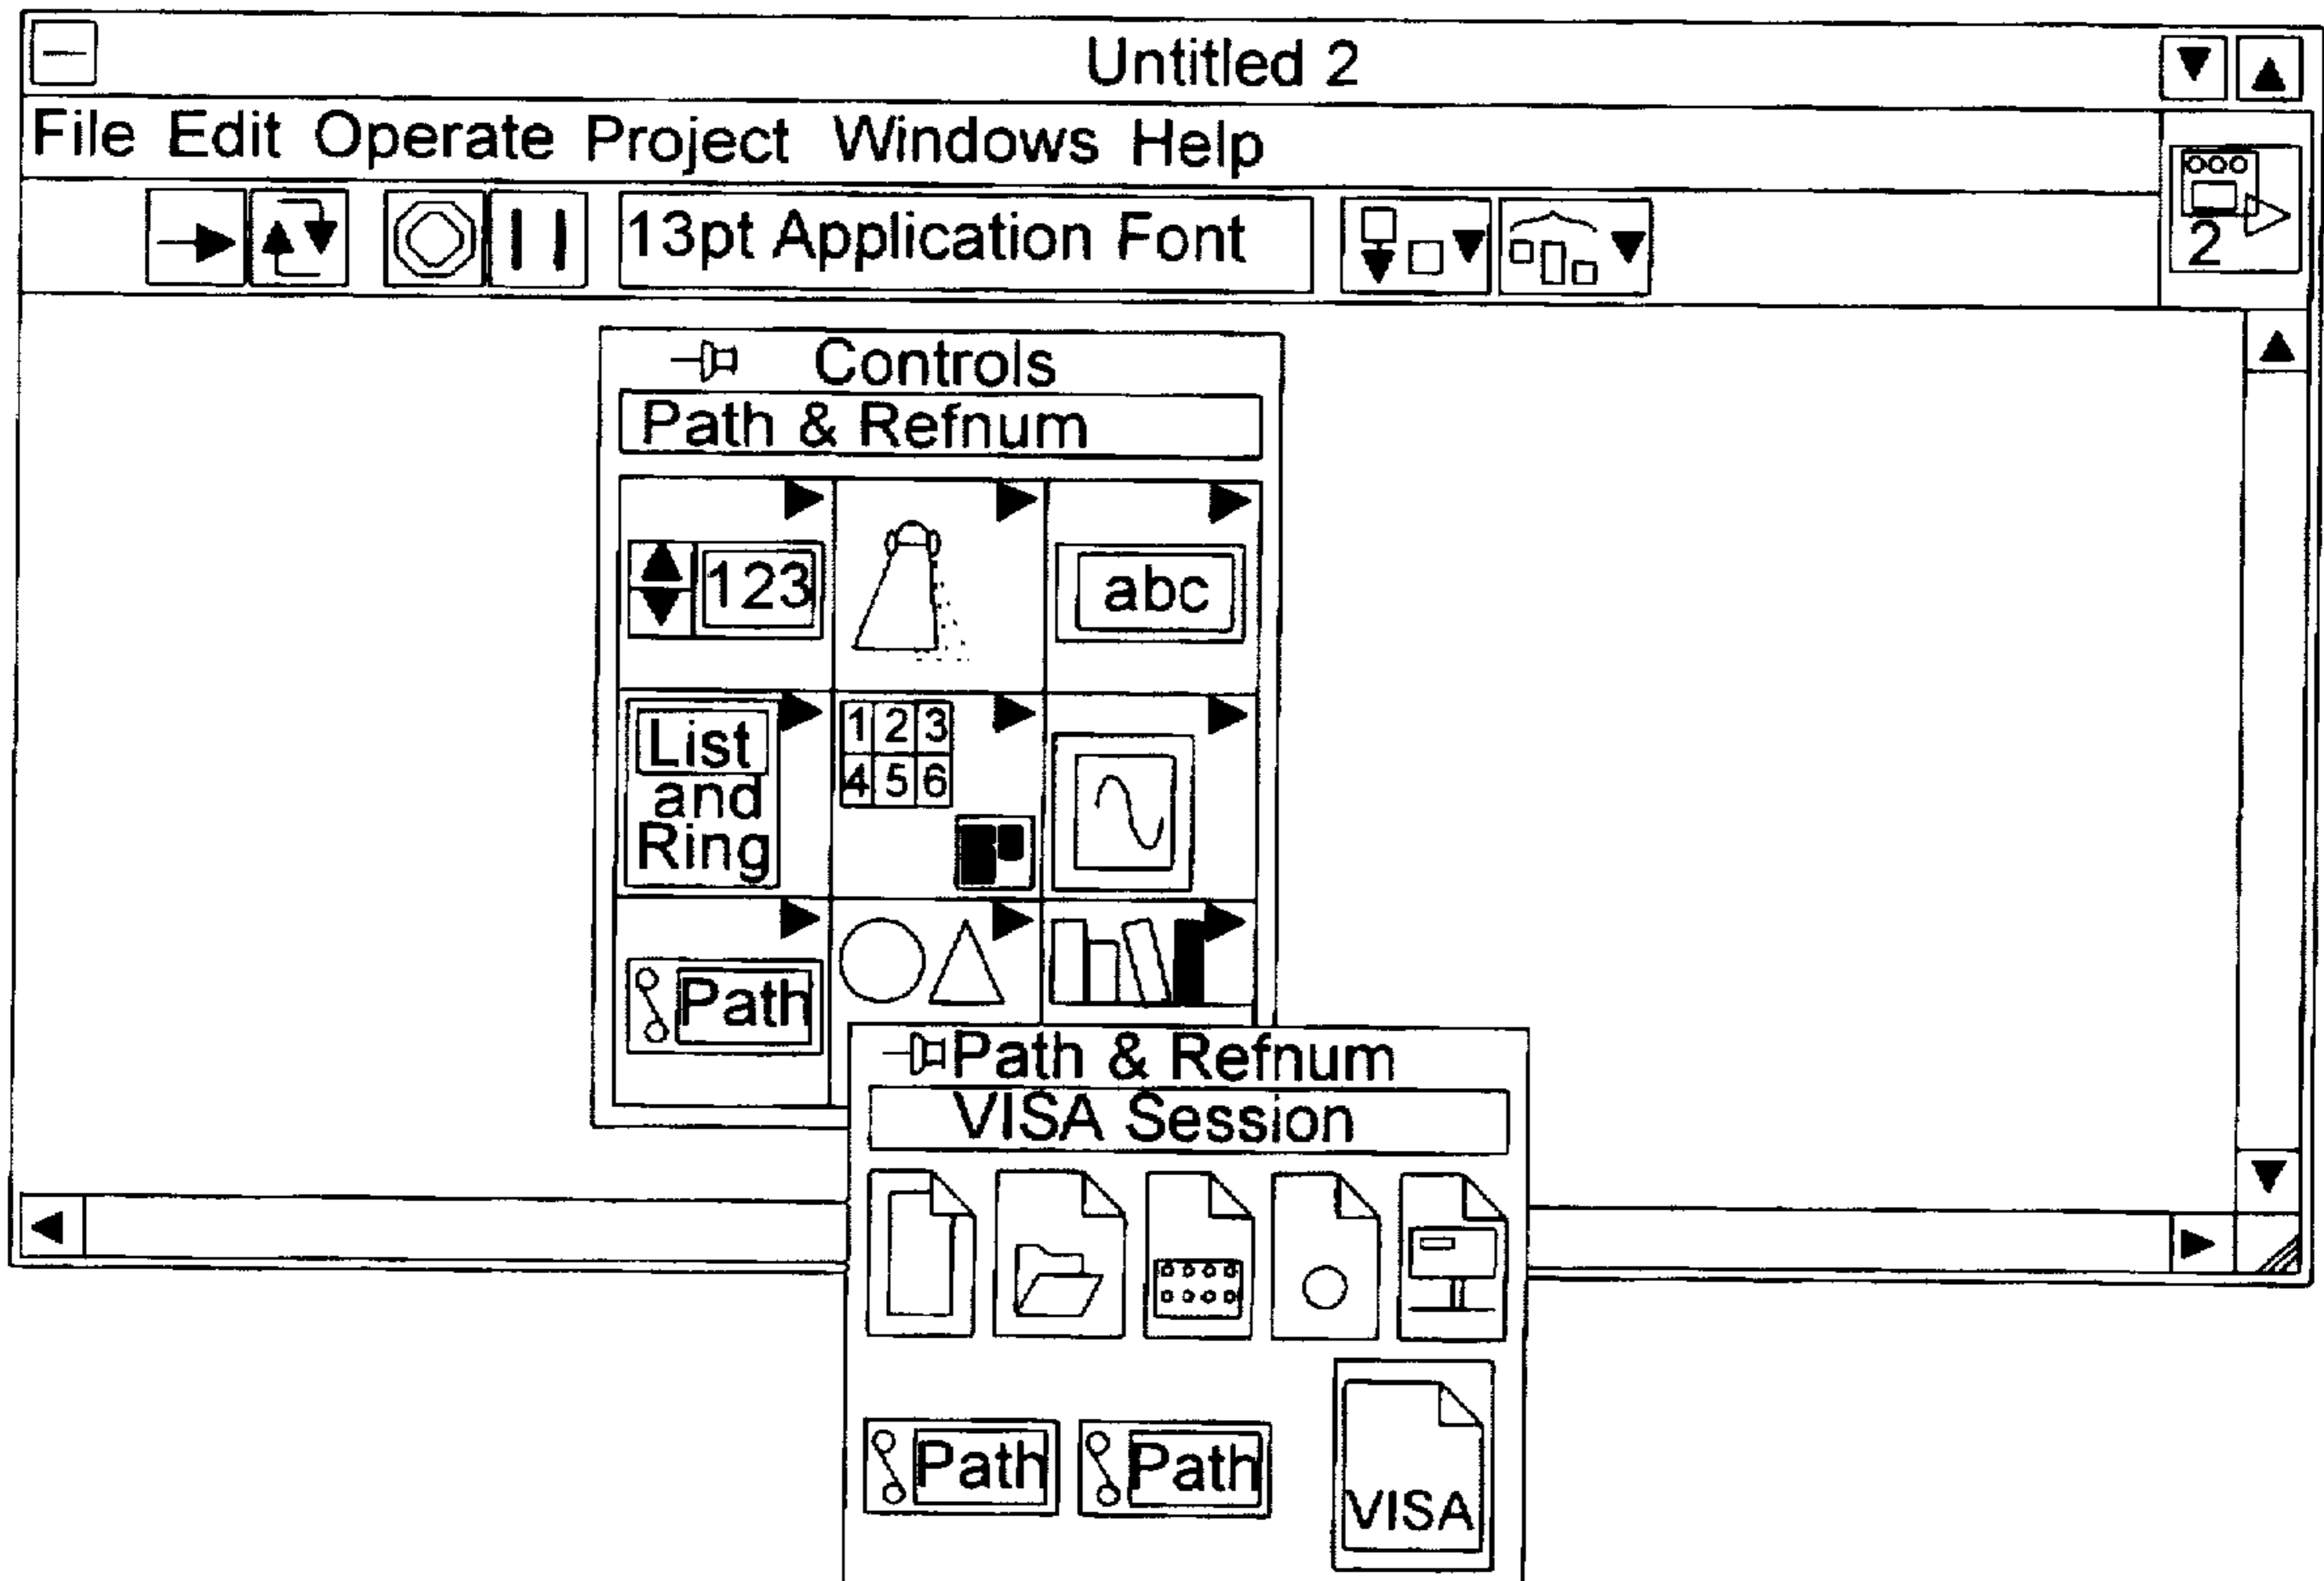 Untitled 2
File Edit Operate Project Windows Help
13pt Application Font
2
Controls
Path & Refnum
123
abc
List
and
Ring
1 2 3
4 5 6
Path
Path & Refnum
VISA Session
Path
Path
VISA